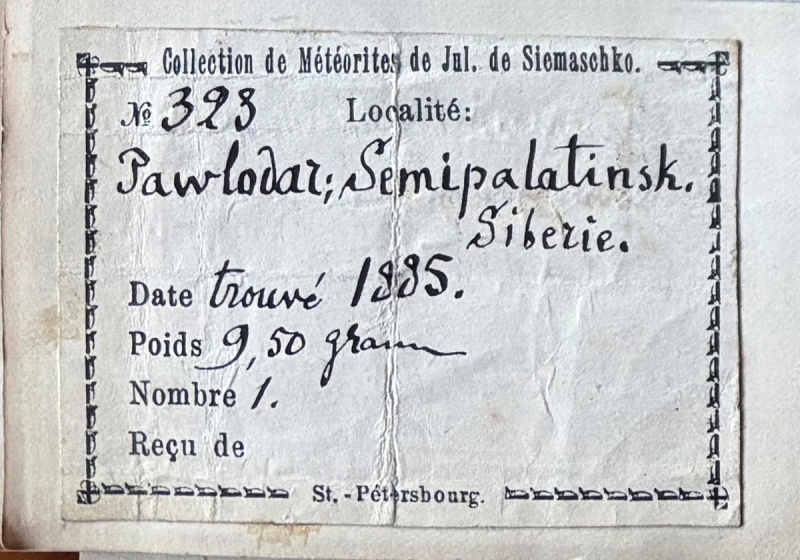 Collection de Météorites de Jul. de Siemaschko.
№ 323 Localité:
Pawlodar; Semipalatinsk.
Siberie.
Date trouvé 1885.
Poids 9,50 gramm
Nombre 1.
Reçu de
St.-Pétersbourg.